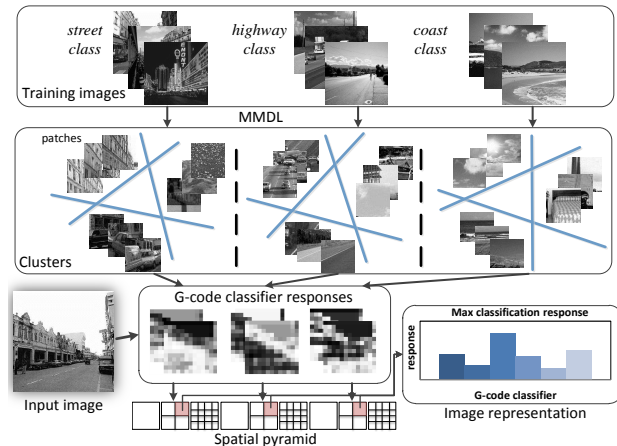 street
class
highway
class
coast
class
Training images
MMDL
patches
Clusters
G-code classifier responses
Max classification response
response
G-code classifier
Image representation
Input image
Spatial pyramid